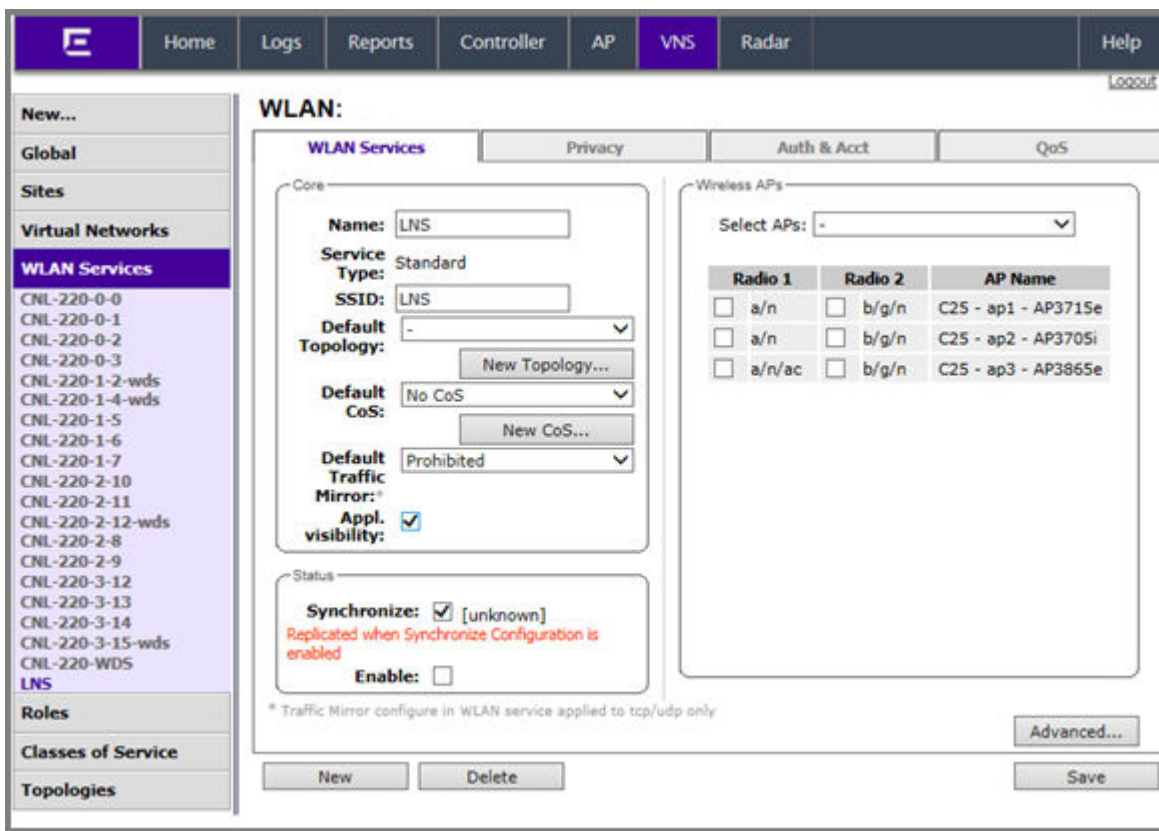 Home Logs Reports Controller AP VNS Radar Help
Logout
New...
Global
Sites
Virtual Networks
WLAN Services
CNL-220-0-0
CNL-220-0-1
CNL-220-0-2
CNL-220-0-3
CNL-220-1-2-wds
CNL-220-1-4-wds
CNL-220-1-5
CNL-220-1-6
CNL-220-1-7
CNL-220-2-10
CNL-220-2-11
CNL-220-2-12-wds
CNL-220-2-8
CNL-220-2-9
CNL-220-3-12
CNL-220-3-13
CNL-220-3-14
CNL-220-3-15-wds
CNL-220-WDS
LNS
Roles
Classes of Service
Topologies
WLAN:
WLAN Services Privacy Auth & Acct QoS
Core
Name: LNS
Service
Type: Standard
SSID: LNS
Default
Topology: -
New Topology...
Default
CoS: No CoS
New CoS...
Default
Traffic
Mirror:* Prohibited
Appl.
visibility:
Status
Synchronize: [unknown]
Replicated when Synchronize Configuration is
enabled
Enable:
* Traffic Mirror configure in WLAN service applied to tcp/udp only
Wireless APs
Select APs: -
Radio 1 Radio 2 AP Name
a/n b/g/n C25 - ap1 - AP3715e
a/n b/g/n C25 - ap2 - AP3705i
a/n/ac b/g/n C25 - ap3 - AP3865e
Advanced...
New Delete Save